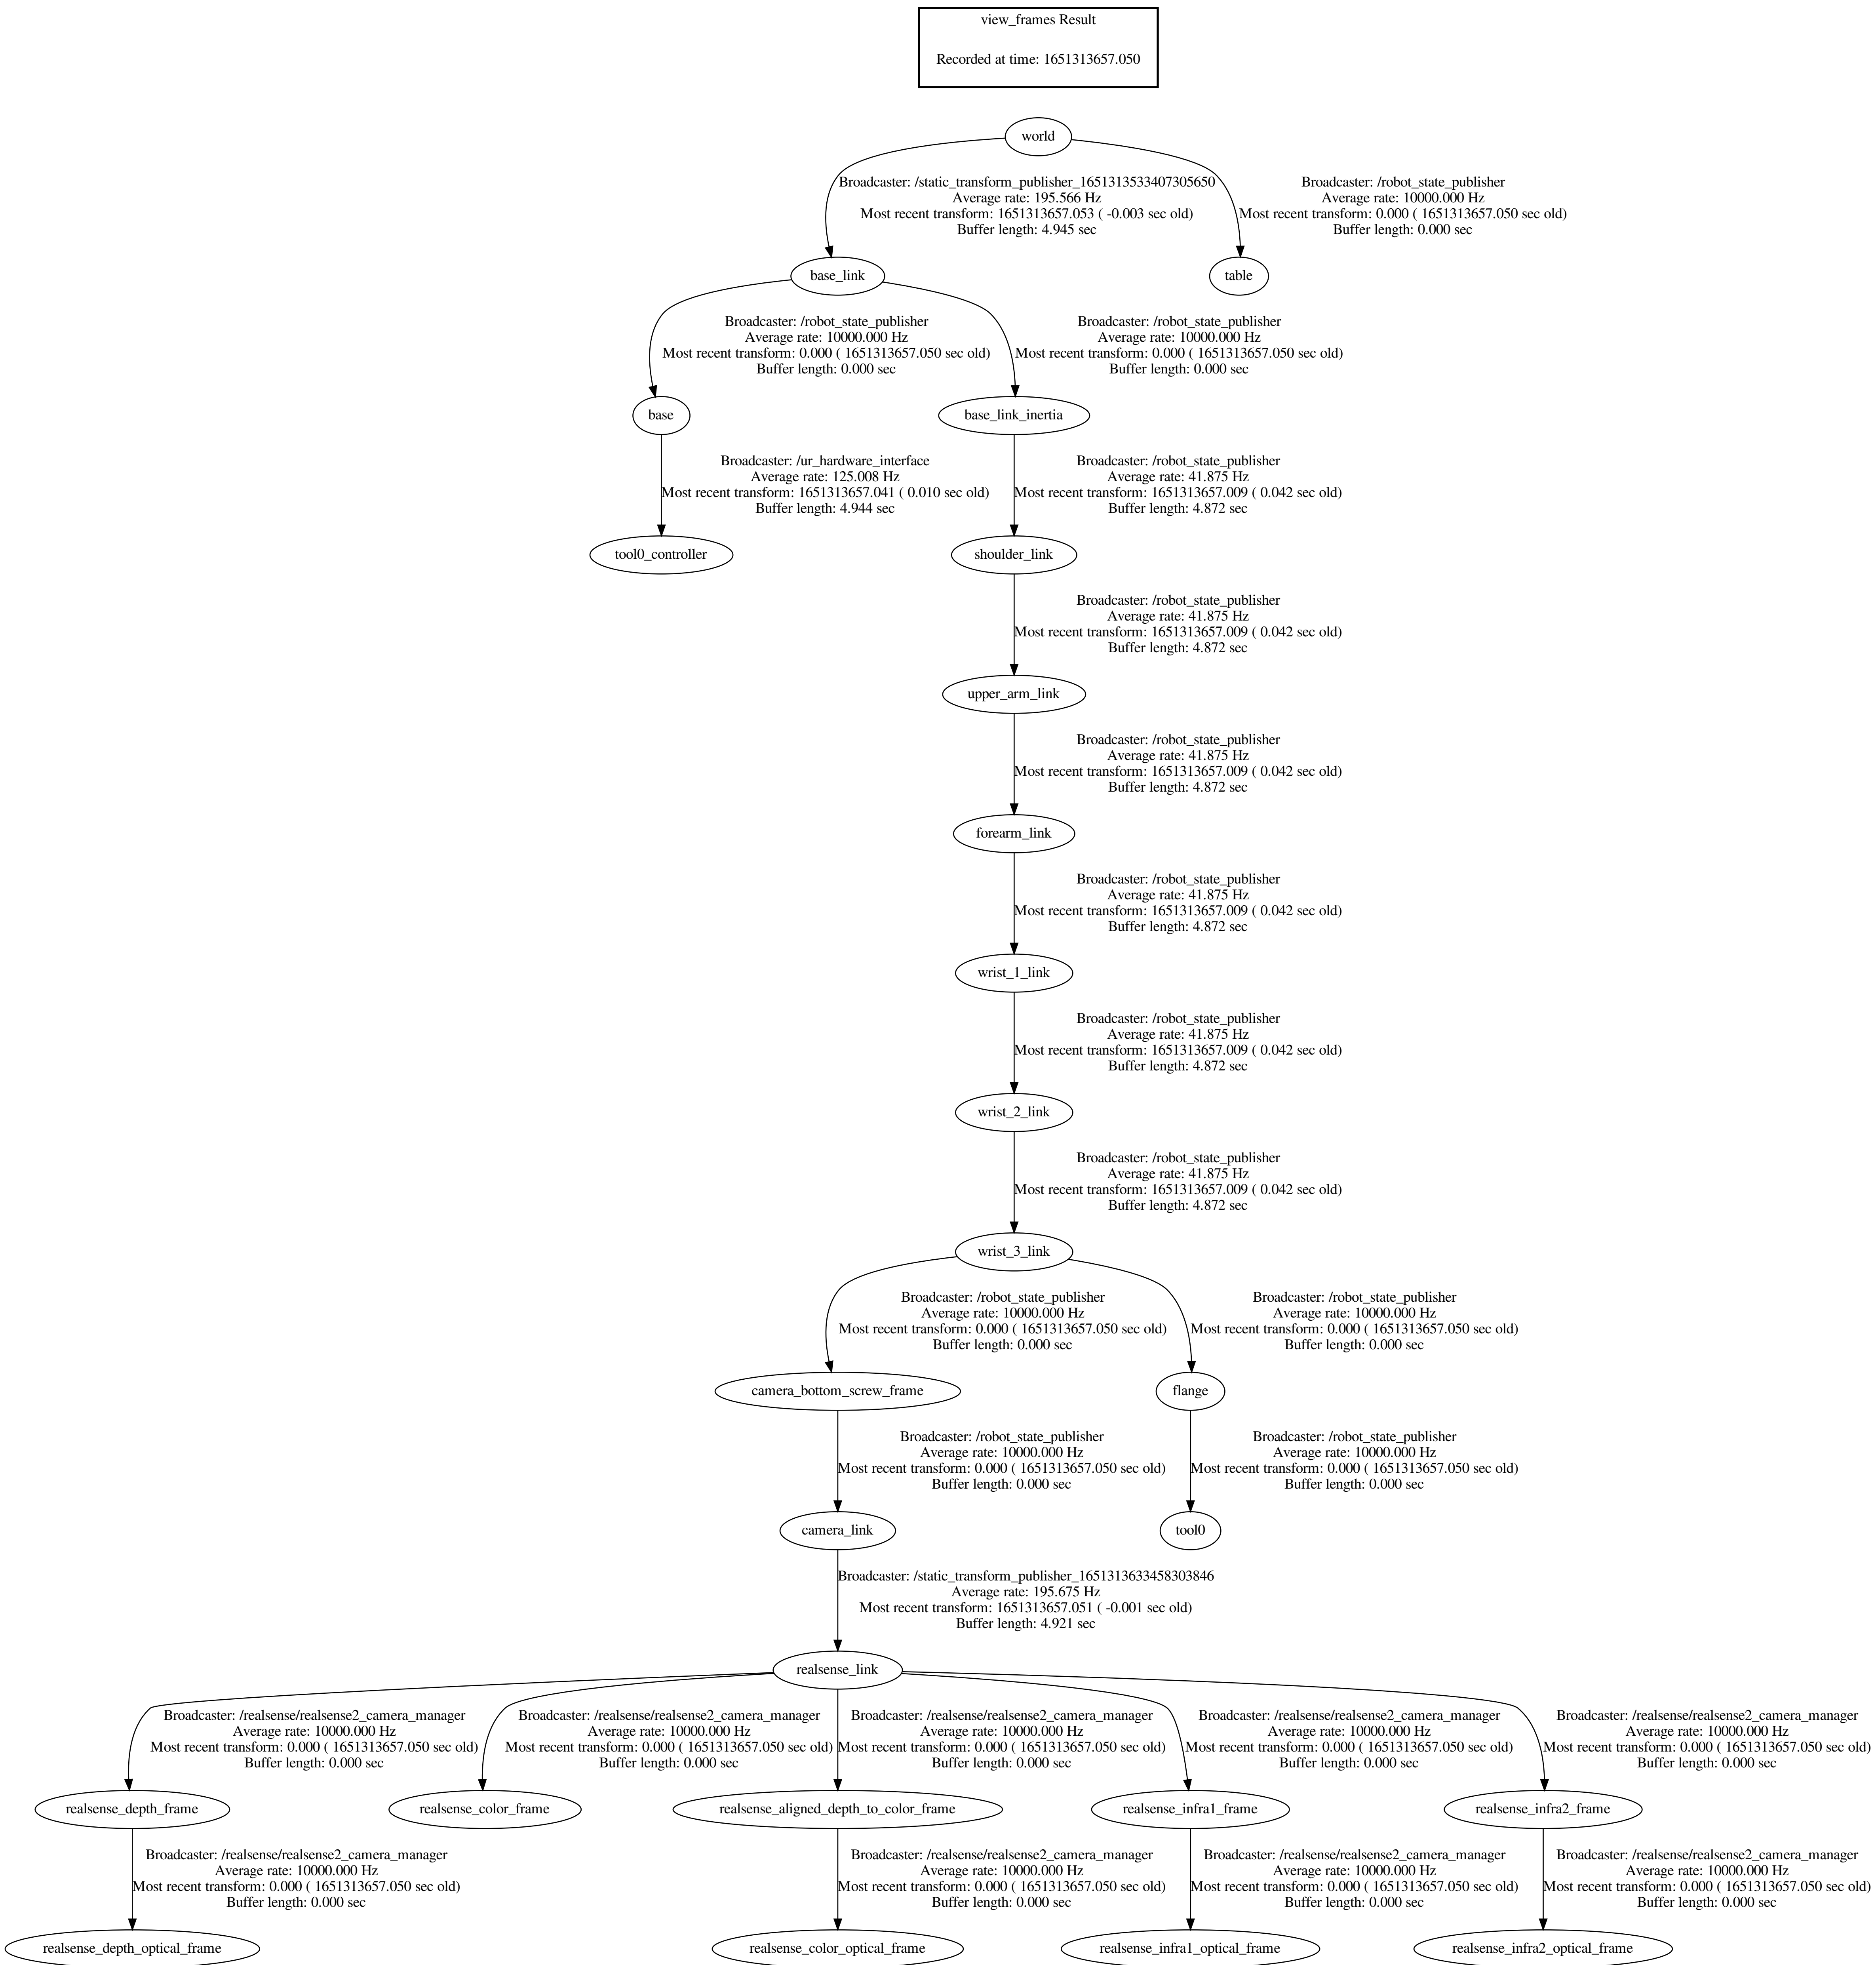 view_frames Result
Recorded at time: 1651313657.050
world
Broadcaster: /static_transform_publisher_1651313533407305650
Average rate: 195.566 Hz
Most recent transform: 1651313657.053 ( -0.003 sec old)
Buffer length: 4.945 sec
Broadcaster: /robot_state_publisher
Average rate: 10000.000 Hz
Most recent transform: 0.000 ( 1651313657.050 sec old)
Buffer length: 0.000 sec
base_link
table
Broadcaster: /robot_state_publisher
Average rate: 10000.000 Hz
Most recent transform: 0.000 ( 1651313657.050 sec old)
Buffer length: 0.000 sec
Broadcaster: /robot_state_publisher
Average rate: 10000.000 Hz
Most recent transform: 0.000 ( 1651313657.050 sec old)
Buffer length: 0.000 sec
base
base_link_inertia
Broadcaster: /ur_hardware_interface
Average rate: 125.008 Hz
Most recent transform: 1651313657.041 ( 0.010 sec old)
Buffer length: 4.944 sec
Broadcaster: /robot_state_publisher
Average rate: 41.875 Hz
Most recent transform: 1651313657.009 ( 0.042 sec old)
Buffer length: 4.872 sec
tool0_controller
shoulder_link
Broadcaster: /robot_state_publisher
Average rate: 41.875 Hz
Most recent transform: 1651313657.009 ( 0.042 sec old)
Buffer length: 4.872 sec
upper_arm_link
Broadcaster: /robot_state_publisher
Average rate: 41.875 Hz
Most recent transform: 1651313657.009 ( 0.042 sec old)
Buffer length: 4.872 sec
forearm_link
Broadcaster: /robot_state_publisher
Average rate: 41.875 Hz
Most recent transform: 1651313657.009 ( 0.042 sec old)
Buffer length: 4.872 sec
wrist_1_link
Broadcaster: /robot_state_publisher
Average rate: 41.875 Hz
Most recent transform: 1651313657.009 ( 0.042 sec old)
Buffer length: 4.872 sec
wrist_2_link
Broadcaster: /robot_state_publisher
Average rate: 41.875 Hz
Most recent transform: 1651313657.009 ( 0.042 sec old)
Buffer length: 4.872 sec
wrist_3_link
Broadcaster: /robot_state_publisher
Average rate: 10000.000 Hz
Most recent transform: 0.000 ( 1651313657.050 sec old)
Buffer length: 0.000 sec
Broadcaster: /robot_state_publisher
Average rate: 10000.000 Hz
Most recent transform: 0.000 ( 1651313657.050 sec old)
Buffer length: 0.000 sec
camera_bottom_screw_frame
flange
Broadcaster: /robot_state_publisher
Average rate: 10000.000 Hz
Most recent transform: 0.000 ( 1651313657.050 sec old)
Buffer length: 0.000 sec
Broadcaster: /robot_state_publisher
Average rate: 10000.000 Hz
Most recent transform: 0.000 ( 1651313657.050 sec old)
Buffer length: 0.000 sec
camera_link
tool0
Broadcaster: /static_transform_publisher_1651313633458303846
Average rate: 195.675 Hz
Most recent transform: 1651313657.051 ( -0.001 sec old)
Buffer length: 4.921 sec
realsense_link
Broadcaster: /realsense/realsense2_camera_manager
Average rate: 10000.000 Hz
Most recent transform: 0.000 ( 1651313657.050 sec old)
Buffer length: 0.000 sec
Broadcaster: /realsense/realsense2_camera_manager
Average rate: 10000.000 Hz
Most recent transform: 0.000 ( 1651313657.050 sec old)
Buffer length: 0.000 sec
Broadcaster: /realsense/realsense2_camera_manager
Average rate: 10000.000 Hz
Most recent transform: 0.000 ( 1651313657.050 sec old)
Buffer length: 0.000 sec
Broadcaster: /realsense/realsense2_camera_manager
Average rate: 10000.000 Hz
Most recent transform: 0.000 ( 1651313657.050 sec old)
Buffer length: 0.000 sec
Broadcaster: /realsense/realsense2_camera_manager
Average rate: 10000.000 Hz
Most recent transform: 0.000 ( 1651313657.050 sec old)
Buffer length: 0.000 sec
realsense_depth_frame
realsense_color_frame
realsense_aligned_depth_to_color_frame
realsense_infra1_frame
realsense_infra2_frame
Broadcaster: /realsense/realsense2_camera_manager
Average rate: 10000.000 Hz
Most recent transform: 0.000 ( 1651313657.050 sec old)
Buffer length: 0.000 sec
Broadcaster: /realsense/realsense2_camera_manager
Average rate: 10000.000 Hz
Most recent transform: 0.000 ( 1651313657.050 sec old)
Buffer length: 0.000 sec
Broadcaster: /realsense/realsense2_camera_manager
Average rate: 10000.000 Hz
Most recent transform: 0.000 ( 1651313657.050 sec old)
Buffer length: 0.000 sec
Broadcaster: /realsense/realsense2_camera_manager
Average rate: 10000.000 Hz
Most recent transform: 0.000 ( 1651313657.050 sec old)
Buffer length: 0.000 sec
realsense_depth_optical_frame
realsense_color_optical_frame
realsense_infra1_optical_frame
realsense_infra2_optical_frame